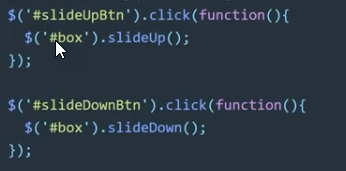 $('#slideUpBtn').click(function(){
$('#box').slideUp();
});
$('#slideDownBtn').click(function(){
$('#box').slideDown();
});